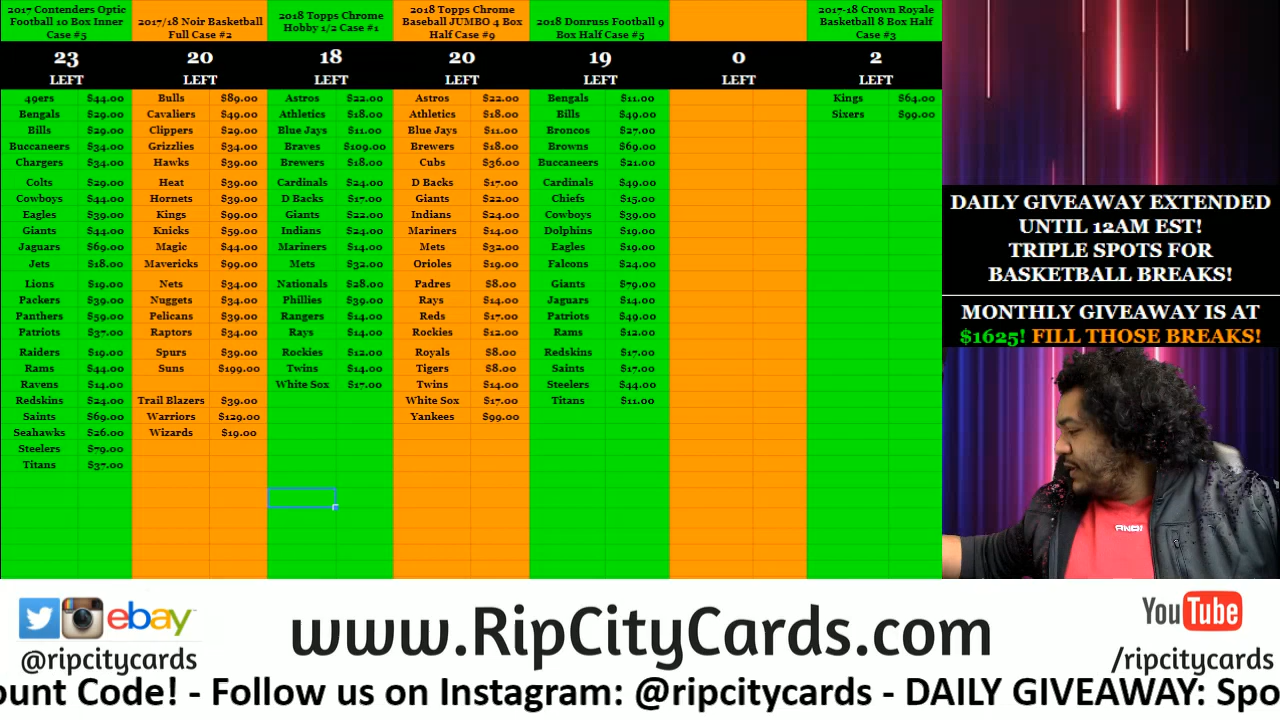 2017 Contenders Optic
Football 10 Box Inner
Case #5
23
LEFT
49ers $44.00
Bengals $29.00
Bills $29.00
Buccaneers $34.00
Chargers $34.00
Colts $29.00
Cowboys $44.00
Eagles $39.00
Giants $44.00
Jaguars $69.00
Jets $18.00
Lions $19.00
Packers $39.00
Panthers $59.00
Patriots $37.00
Raiders $19.00
Rams $44.00
Ravens $14.00
Redskins $24.00
Saints $69.00
Seahawks $26.00
Steelers $79.00
Titans $37.00
2017/18 Noir Basketball
Full Case #2
20
LEFT
Bulls $89.00
Cavaliers $49.00
Clippers $29.00
Grizzlies $34.00
Hawks $39.00
Heat $39.00
Hornets $39.00
Kings $99.00
Knicks $59.00
Magic $44.00
Mavericks $99.00
Nets $34.00
Nuggets $34.00
Pelicans $39.00
Raptors $34.00
Spurs $39.00
Suns $199.00
Trail Blazers $39.00
Warriors $129.00
Wizards $19.00
2018 Topps Chrome
Hobby 1/2 Case #1
18
LEFT
Astros $22.00
Athletics $18.00
Blue Jays $11.00
Braves $109.00
Brewers $18.00
Cardinals $24.00
D Backs $17.00
Giants $22.00
Indians $24.00
Mariners $14.00
Mets $32.00
Nationals $28.00
Phillies $39.00
Rangers $14.00
Rays $14.00
Rockies $12.00
Twins $14.00
White Sox $17.00
2018 Topps Chrome
Baseball JUMBO 4 Box
Half Case #9
20
LEFT
Astros $22.00
Athletics $18.00
Blue Jays $11.00
Brewers $18.00
Cubs $36.00
D Backs $17.00
Giants $22.00
Indians $24.00
Mariners $14.00
Mets $32.00
Orioles $19.00
Padres $8.00
Rays $14.00
Reds $17.00
Rockies $12.00
Royals $8.00
Tigers $8.00
Twins $14.00
White Sox $17.00
Yankees $99.00
2018 Donruss Football 9
Box Half Case #5
19
LEFT
Bengals $11.00
Bills $49.00
Broncos $27.00
Browns $69.00
Buccaneers $21.00
Cardinals $49.00
Chiefs $15.00
Cowboys $39.00
Dolphins $19.00
Eagles $19.00
Falcons $24.00
Giants $79.00
Jaguars $14.00
Patriots $49.00
Rams $12.00
Redskins $17.00
Saints $17.00
Steelers $44.00
Titans $11.00
0
LEFT
2017-18 Crown Royale
Basketball 8 Box Half
Case #3
2
LEFT
Kings $64.00
Sixers $99.00
DAILY GIVEAWAY EXTENDED
UNTIL 12AM EST!
TRIPLE SPOTS FOR
BASKETBALL BREAKS!
MONTHLY GIVEAWAY IS AT
$1625! FILL THOSE BREAKS!
ebay
@ripcitycards
www.RipCityCards.com
YouTube
/ripcitycards
ount Code! - Follow us on Instagram: @ripcitycards - DAILY GIVEAWAY: Spo